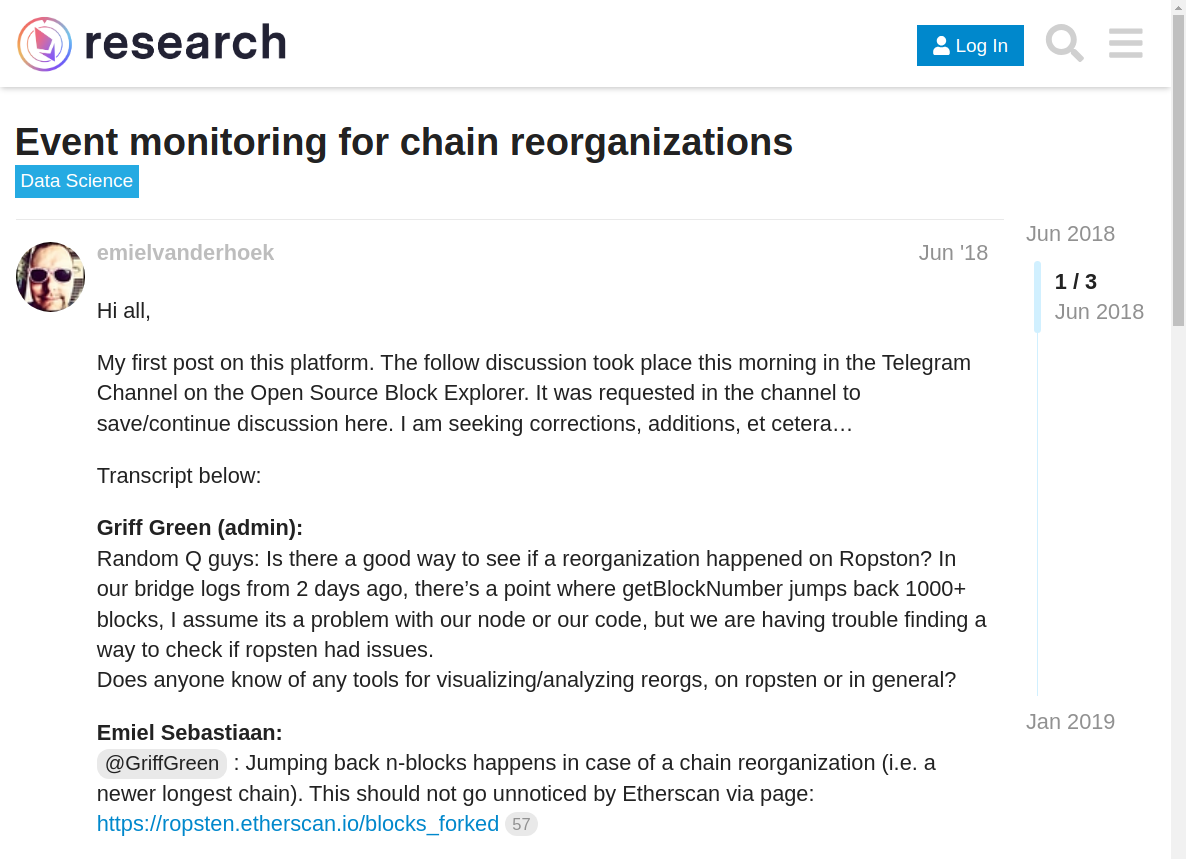 research
Log In
Event monitoring for chain reorganizations
Data Science
emielvanderhoek
Jun '18
Jun 2018
1 / 3
Jun 2018
Hi all,
My first post on this platform. The follow discussion took place this morning in the Telegram
Channel on the Open Source Block Explorer. It was requested in the channel to
save/continue discussion here. I am seeking corrections, additions, et cetera…
Transcript below:
Griff Green (admin):
Random Q guys: Is there a good way to see if a reorganization happened on Ropston? In
our bridge logs from 2 days ago, there’s a point where getBlockNumber jumps back 1000+
blocks, I assume its a problem with our node or our code, but we are having trouble finding a
way to check if ropsten had issues.
Does anyone know of any tools for visualizing/analyzing reorgs, on ropsten or in general?
Jan 2019
Emiel Sebastiaan:
@GriffGreen : Jumping back n-blocks happens in case of a chain reorganization (i.e. a
newer longest chain). This should not go unnoticed by Etherscan via page:
https://ropsten.etherscan.io/blocks_forked 57